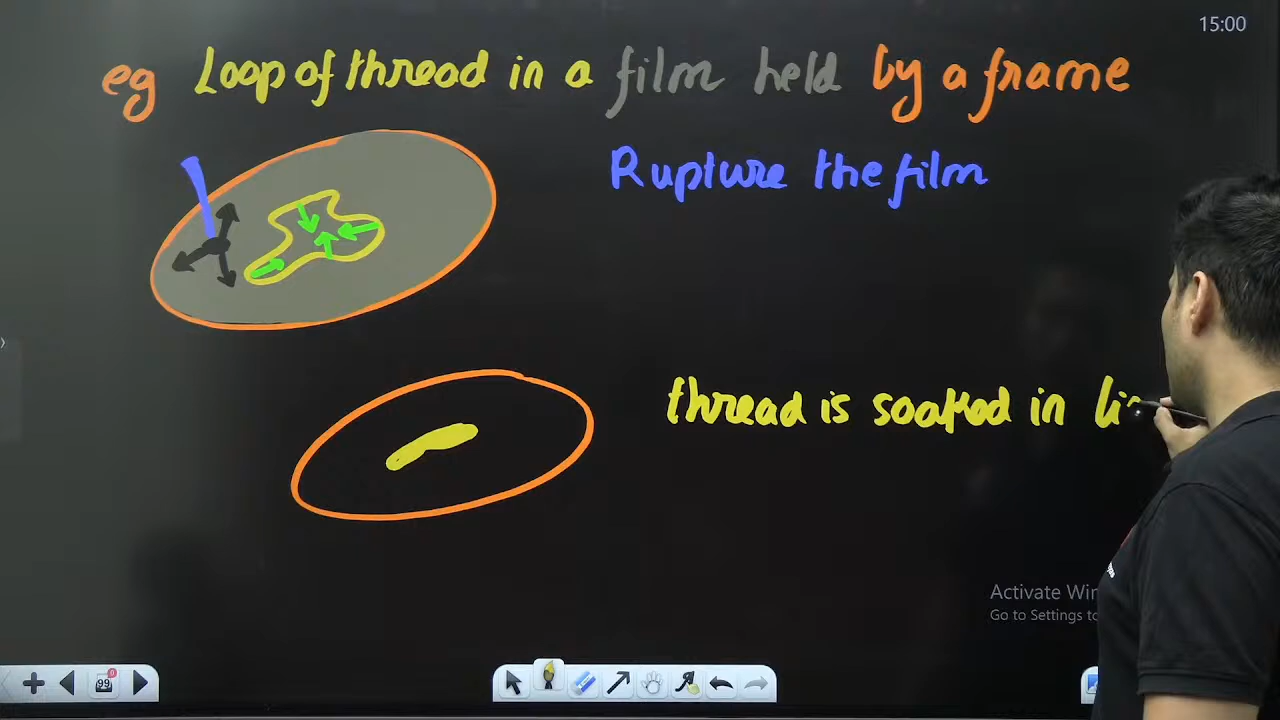 15:00
eg Loop of thread in a film held by a frame
Rupture the film
thread is soaked in
Activate Win
Go to Settings to
99